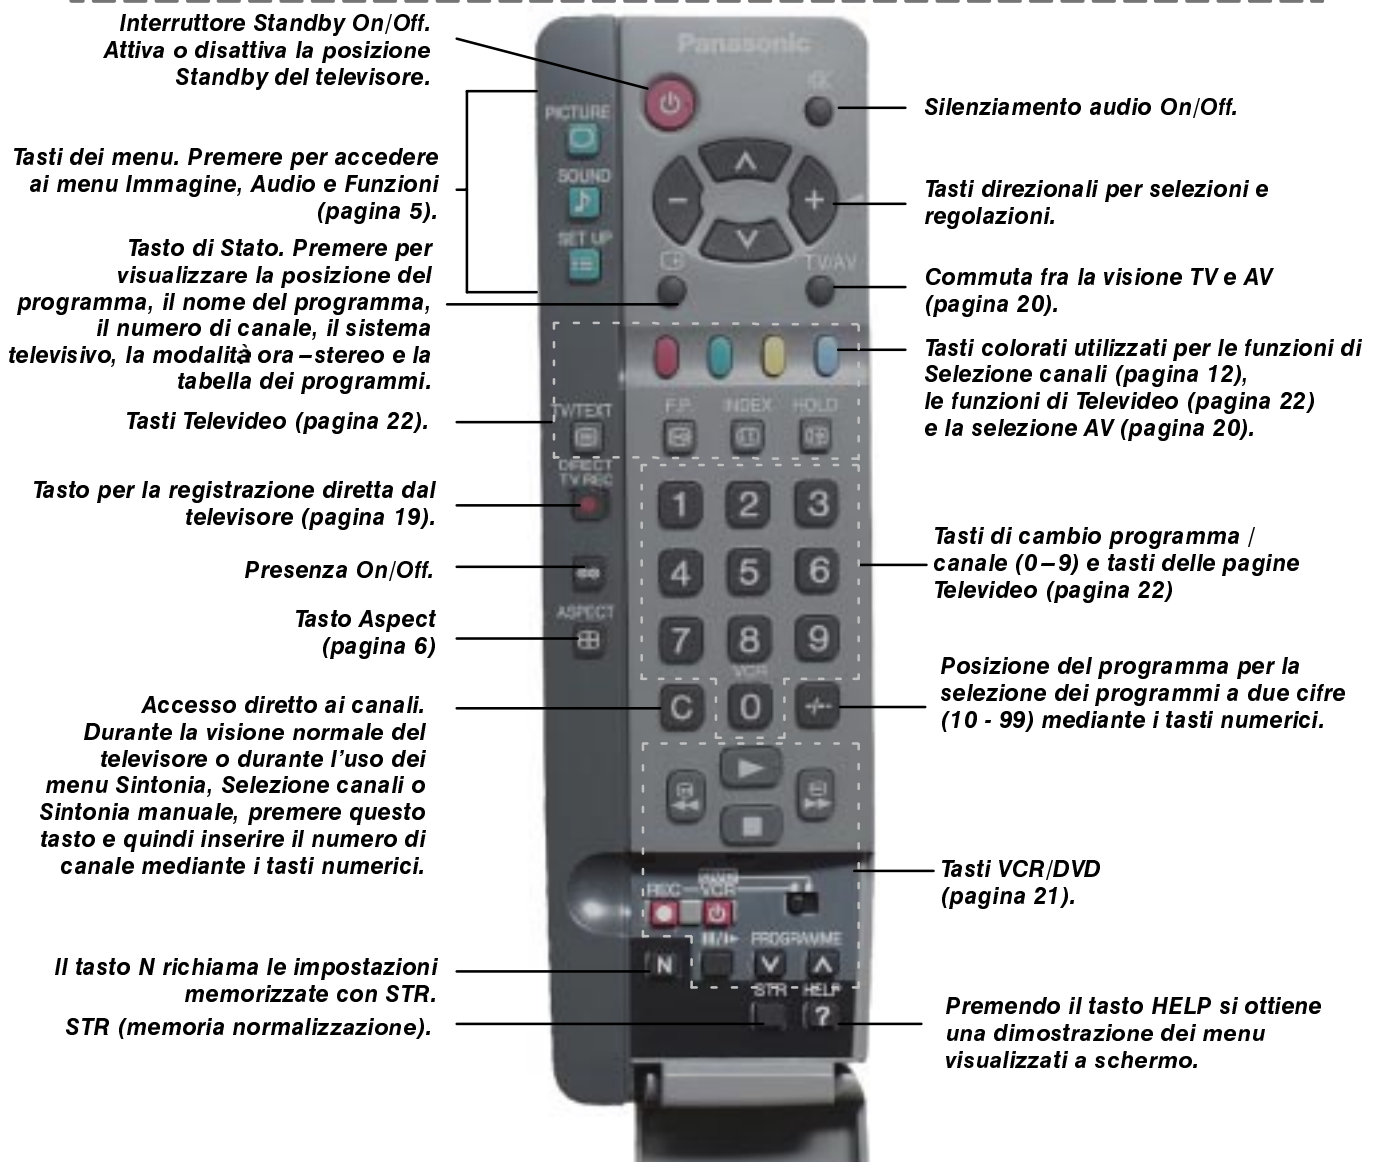 Interruttore Standby On/Off.
Attiva o disattiva la posizione
Standby del televisore.
Tasti dei menu. Premere per accedere
ai menu Immagine, Audio e Funzioni
(pagina 5).
Tasto di Stato. Premere per
visualizzare la posizione del
programma, il nome del programma,
il numero di canale, il sistema
televisivo, la modalità ora–stereo e la
tabella dei programmi.
Tasti Televideo (pagina 22).
Tasto per la registrazione diretta dal
televisore (pagina 19).
Presenza On/Off.
Tasto Aspect
(pagina 6)
Accesso diretto ai canali.
Durante la visione normale del
televisore o durante l'uso dei
menu Sintonia, Selezione canali o
Sintonia manuale, premere questo
tasto e quindi inserire il numero di
canale mediante i tasti numerici.
Il tasto N richiama le impostazioni
memorizzate con STR.
STR (memoria normalizzazione).
Panasonic
PICTURE
SOUND
SET UP
TV/AV
TV/TEXT
F.P. INDEX HOLD
DIRECT
TV REC
1 2 3
4 5 6
ASPECT
7 8 9
VCR
C 0 -/--
REC VCR
PROGRAMME
N
STR HELP
?
Silenziamento audio On/Off.
Tasti direzionali per selezioni e
regolazioni.
Commuta fra la visione TV e AV
(pagina 20).
Tasti colorati utilizzati per le funzioni di
Selezione canali (pagina 12),
le funzioni di Televideo (pagina 22)
e la selezione AV (pagina 20).
Tasti di cambio programma /
canale (0–9) e tasti delle pagine
Televideo (pagina 22)
Posizione del programma per la
selezione dei programmi a due cifre
(10 - 99) mediante i tasti numerici.
Tasti VCR/DVD
(pagina 21).
Premendo il tasto HELP si ottiene
una dimostrazione dei menu
visualizzati a schermo.